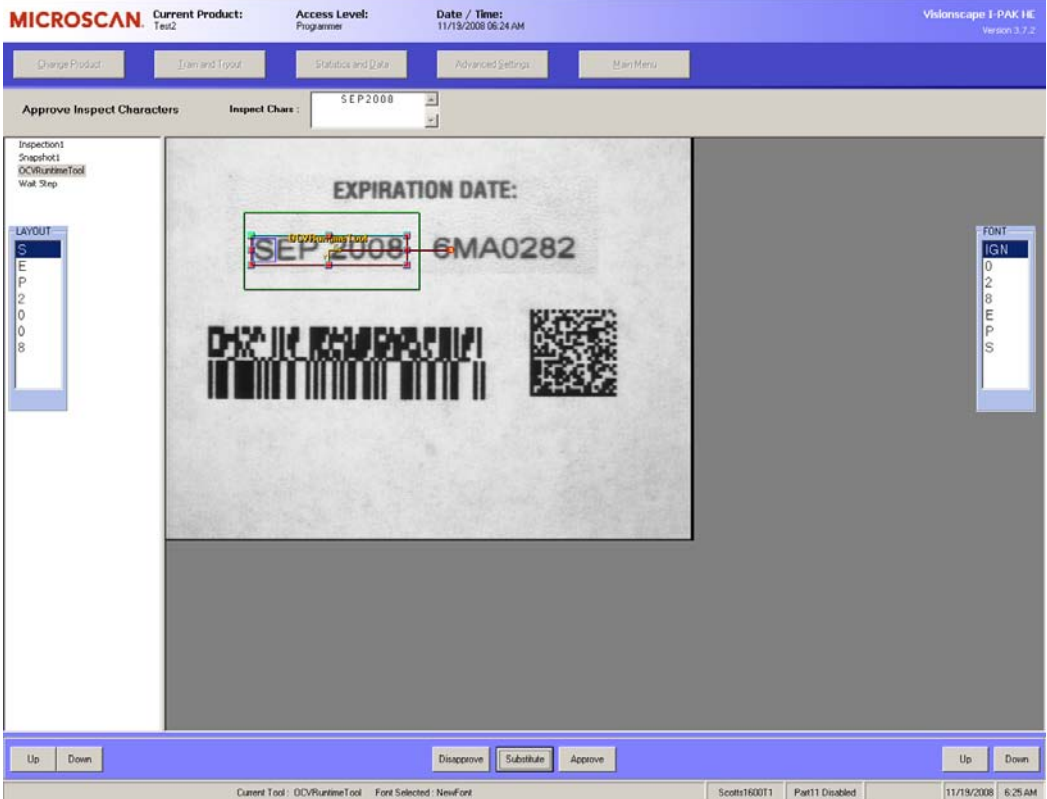 MICROSCAN.
Current Product:
Test2
Access Level:
Programmer
Date / Time:
11/19/2008 06:24 AM
Visionscape I-PAK HE
Version 3.7.2
Change Product
Train and Tryout
Statistics and Data
Advanced Settings
Main Menu
Approve Inspect Characters
Inspect Chars :
SEP2008
Inspection1
Snapshot1
OCVRuntimeTool
Wait Step
LAYOUT
S
E
P
2
0
0
8
EXPIRATION DATE:
OCVRuntimeTool
SEP 2008 6MA0282
FONT
IGN
0
2
8
E
P
S
Up
Down
Disapprove
Substitute
Approve
Up
Down
Current Tool : OCVRuntimeTool Font Selected : NewFont
Scotts1600T1
Part11 Disabled
11/19/2008
6:25 AM